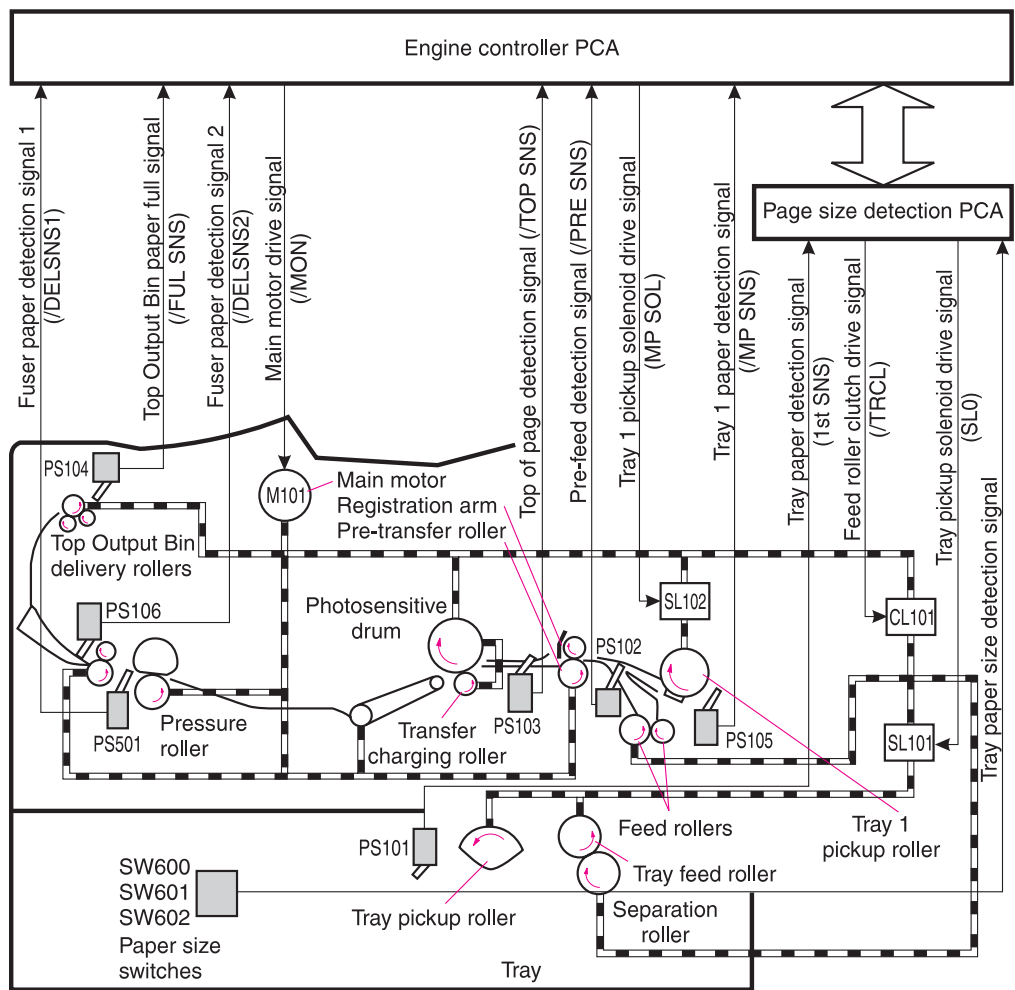 Engine controller PCA
Page size detection PCA
Fuser paper detection signal 1
(/DELSNS1)
Top Output Bin paper full signal
(/FUL SNS)
Fuser paper detection signal 2
(/DELSNS2)
Main motor drive signal
(/MON)
Top of page detection signal (/TOP SNS)
Pre-feed detection signal (/PRE SNS)
Tray 1 pickup solenoid drive signal
(MP SOL)
Tray 1 paper detection signal
(/MP SNS)
Tray paper detection signal
(1st SNS)
Feed roller clutch drive signal
(/TRCL)
Tray pickup solenoid drive signal
(SL0)
Tray paper size detection signal
PS104
M101
Main motor
Registration arm
Pre-transfer roller
Top Output Bin
delivery rollers
PS106
Photosensitive
drum
SL102
CL101
PS102
PS501
Pressure
roller
Transfer
charging roller
PS103
PS105
SL101
Feed rollers
Tray 1
pickup roller
PS101
Tray feed roller
Tray pickup roller
Separation
roller
SW600
SW601
SW602
Paper size
switches
Tray